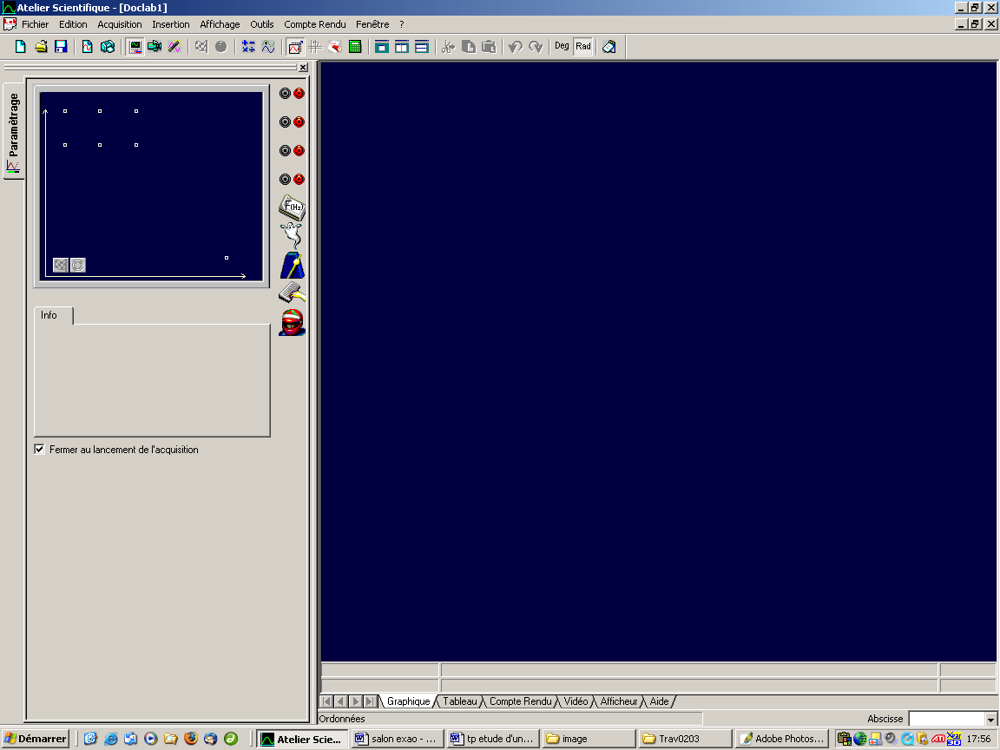 Atelier Scientifique - [Doclab1]
Fichier Edition Acquisition Insertion Affichage Outils Compte Rendu Fenêtre ?
Deg Rad
Paramètrage
F(Hz)
Info
Fermer au lancement de l'acquisition
Graphique Tableau Compte Rendu Vidéo Afficheur Aide
Ordonnées Abscisse
Démarrer Atelier Scie... salon exao - ... tp etude d'un... image Trav0203 Adobe Photos... 17:56